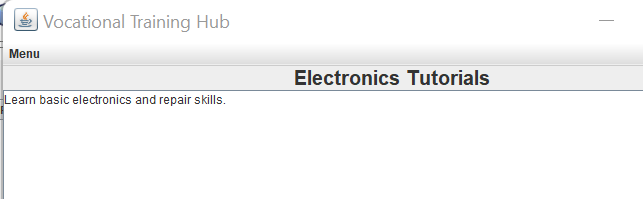 Vocational Training Hub
Menu
Electronics Tutorials
Learn basic electronics and repair skills.